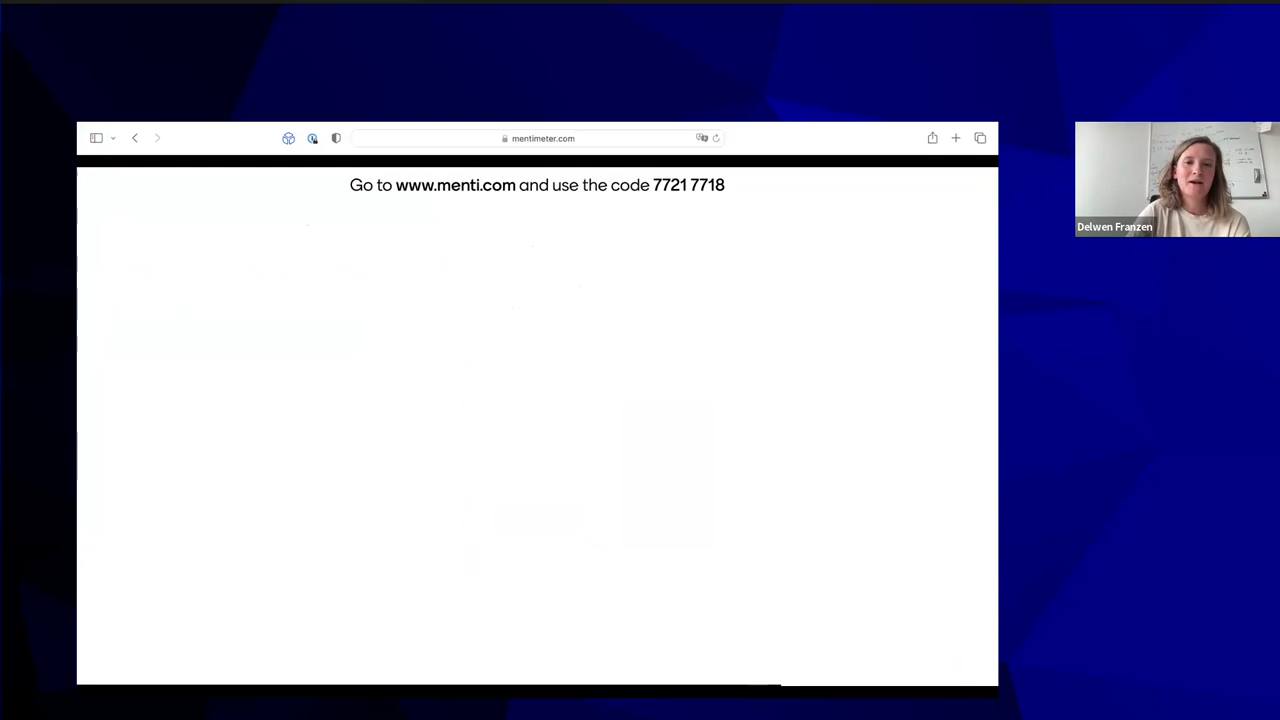 mentimeter.com
Go to www.menti.com and use the code 7721 7718
Delwen Franzen